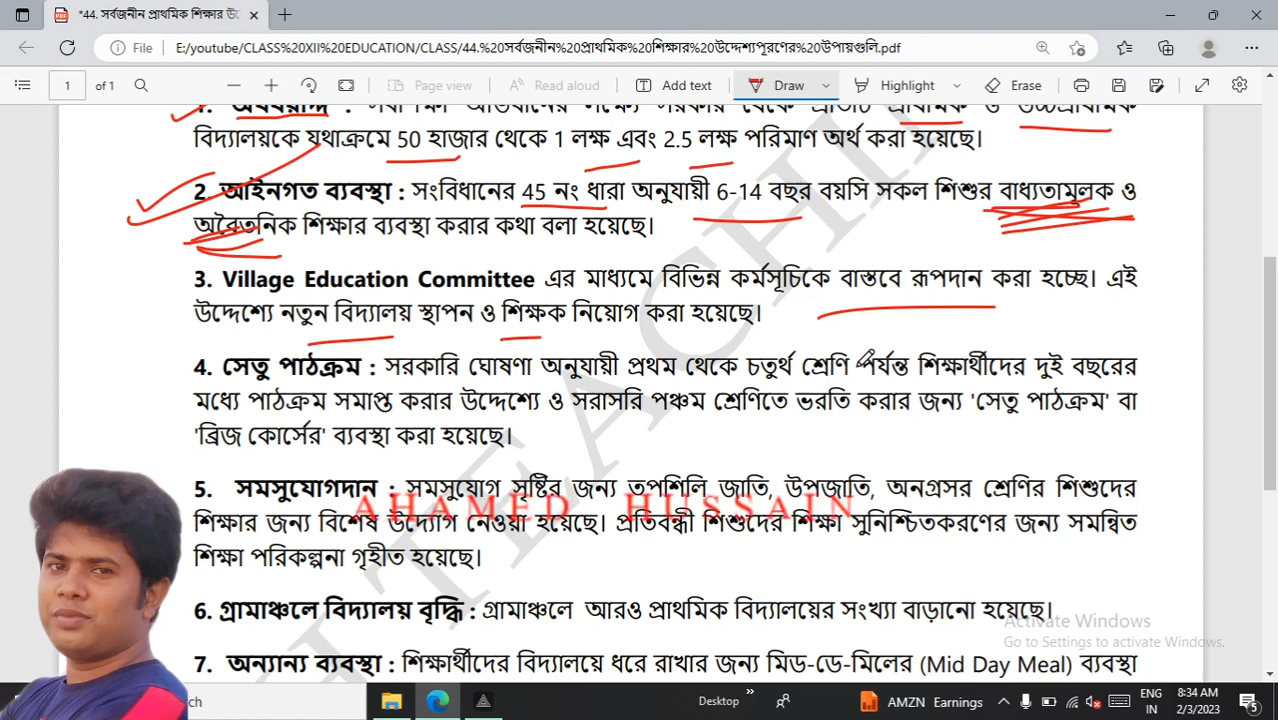 *44. সর্বজনীন প্রাথমিক শিক্ষার উ
File E:/youtube/CLASS%20XII%20EDUCATION/CLASS/44.%20সর্বজনীন%20প্রাথমিক%20শিক্ষার%20উদ্দেশ্যপূরণের%20উপায়গুলি.pdf
1 of 1 Page view Read aloud Add text Draw Highlight Erase
বিদ্যালয়কে যথাক্রমে 50 হাজার থেকে 1 লক্ষ এবং 2.5 লক্ষ পরিমাণ অর্থ করা হয়েছে।
2. আইনগত ব্যবস্থা : সংবিধানের 45 নং ধারা অনুযায়ী 6-14 বছর বয়সি সকল শিশুর বাধ্যতামূলক ও
অবৈতনিক শিক্ষার ব্যবস্থা করার কথা বলা হয়েছে।
3. Village Education Committee এর মাধ্যমে বিভিন্ন কর্মসূচিকে বাস্তবে রূপদান করা হচ্ছে। এই
উদ্দেশ্যে নতুন বিদ্যালয় স্থাপন ও শিক্ষক নিয়োগ করা হয়েছে।
4. সেতু পাঠক্রম : সরকারি ঘোষণা অনুযায়ী প্রথম থেকে চতুর্থ শ্রেণি পর্যন্ত শিক্ষার্থীদের দুই বছরের
মধ্যে পাঠক্রম সমাপ্ত করার উদ্দেশ্যে ও সরাসরি পঞ্চম শ্রেণিতে ভরতি করার জন্য 'সেতু পাঠক্রম' বা
'ব্রিজ কোর্সের' ব্যবস্থা করা হয়েছে।
5. সমসুযোগদান : সমসুযোগ সৃষ্টির জন্য তপশিলি জাতি, উপজাতি, অনগ্রসর শ্রেণির শিশুদের
AHAMED HUSSAIN
শিক্ষার জন্য বিশেষ উদ্যোগ নেওয়া হয়েছে। প্রতিবন্ধী শিশুদের শিক্ষা সুনিশ্চিতকরণের জন্য সমন্বিত
শিক্ষা পরিকল্পনা গৃহীত হয়েছে।
6. গ্রামাঞ্চলে বিদ্যালয় বৃদ্ধি : গ্রামাঞ্চলে আরও প্রাথমিক বিদ্যালয়ের সংখ্যা বাড়ানো হয়েছে।
Activate Windows
Go to Settings to activate Windows.
7. অন্যান্য ব্যবস্থা : শিক্ষার্থীদের বিদ্যালয়ে ধরে রাখার জন্য মিড-ডে-মিলের (Mid Day Meal) ব্যবস্থা
Desktop AMZN Earnings ENG IN 8:34 AM 2/3/2023 5